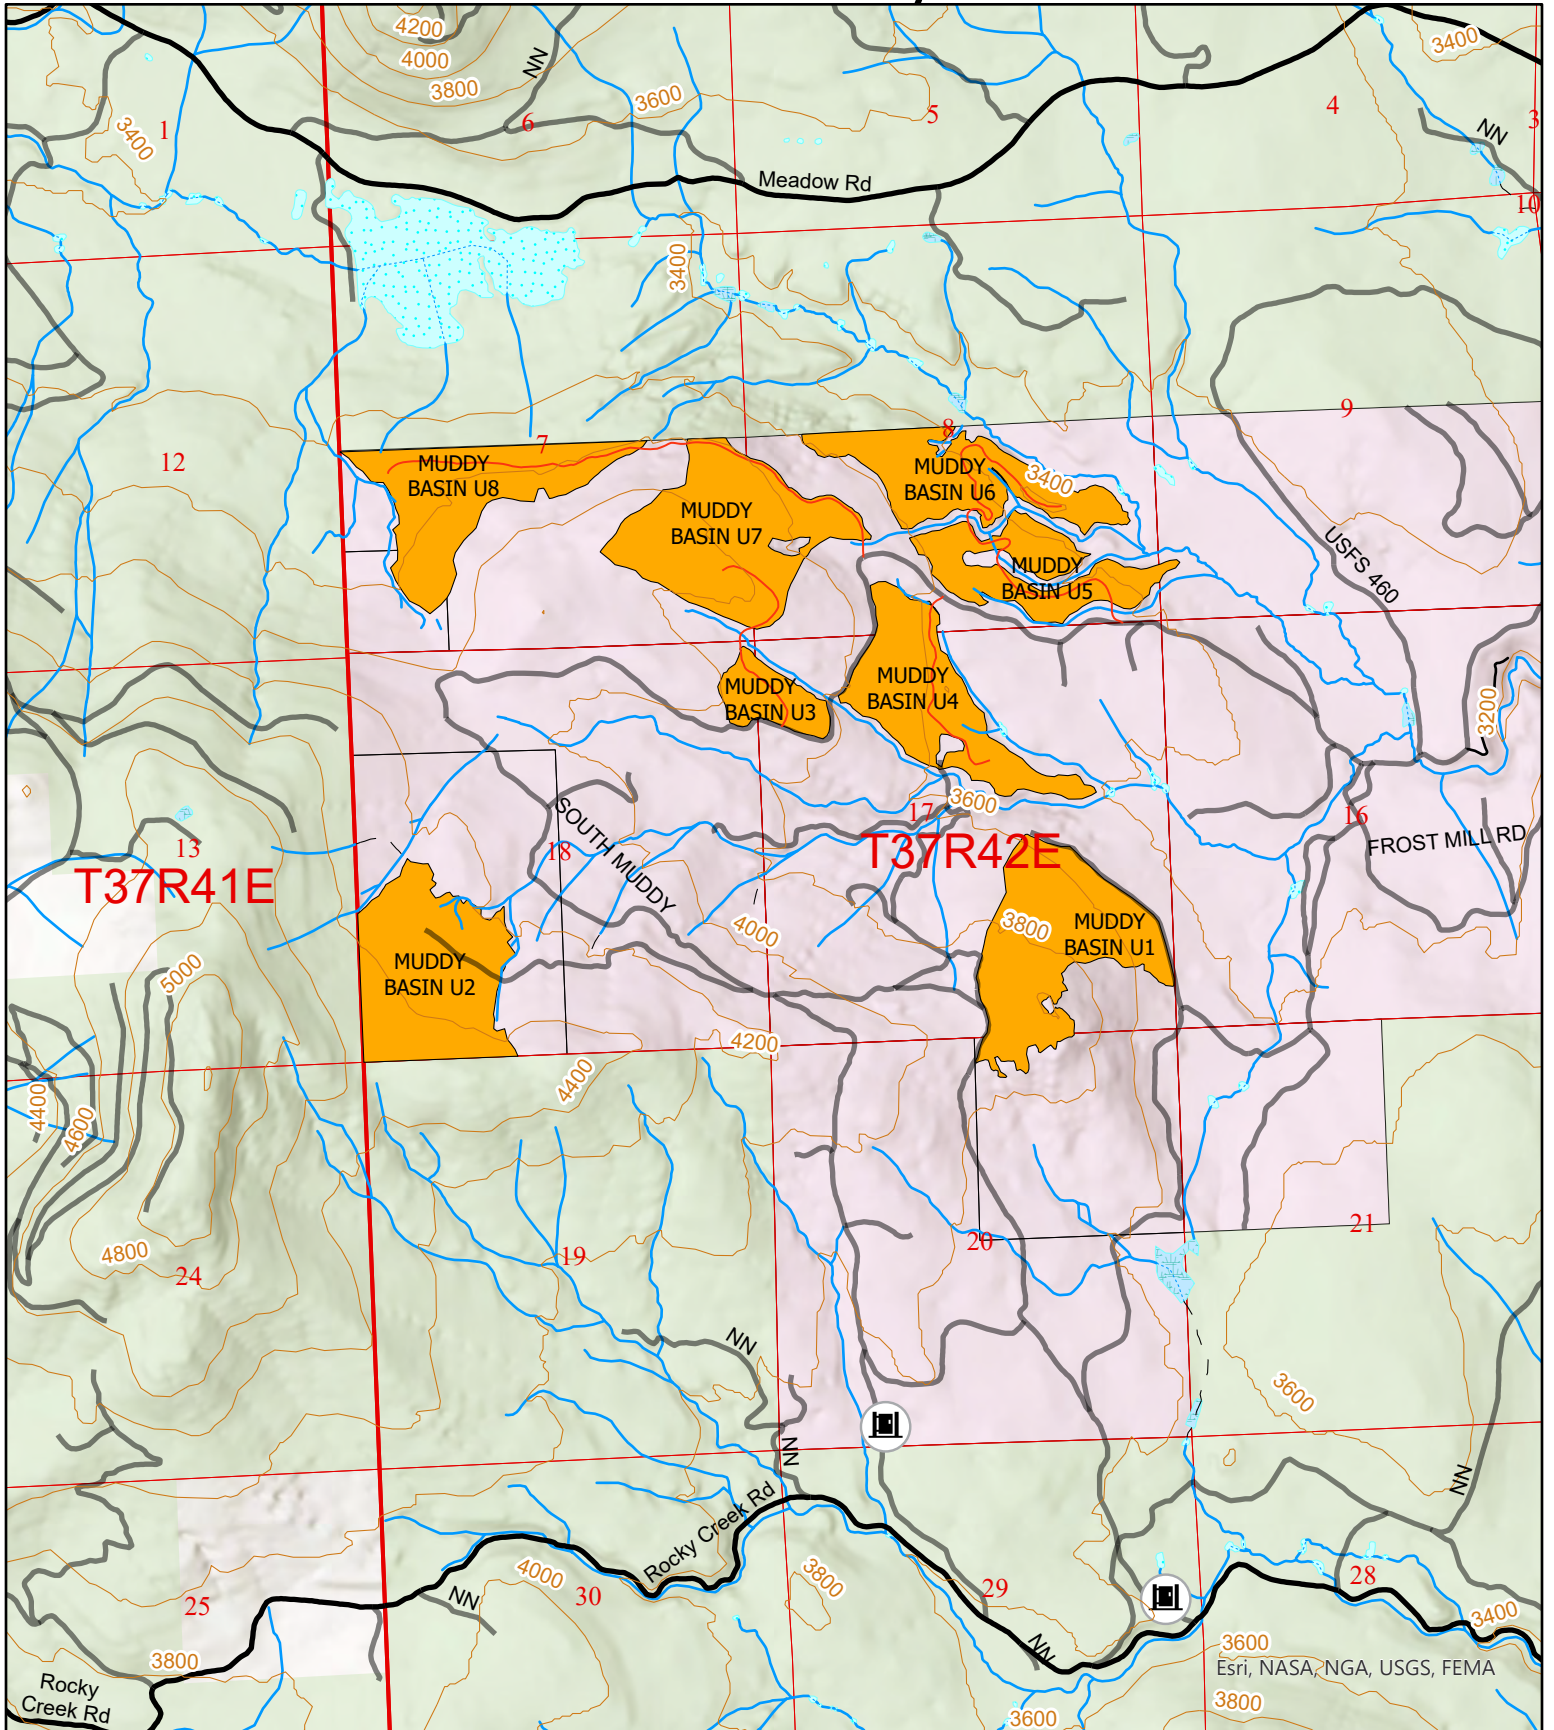 4200
4000
3800
NN
3600
3400
1
6
5
4
3
3400
NN
Meadow Rd
10
3400
7
8
9
12
MUDDY
BASIN U8
MUDDY
BASIN U7
MUDDY
BASIN U6
3400
MUDDY
BASIN U5
USFS 460
MUDDY
BASIN U3
MUDDY
BASIN U4
3200
SOUTH MUDDY
3600
17
16
FROST MILL RD
13
18
T37R41E
T37R42E
4000
3800
MUDDY
BASIN U1
MUDDY
BASIN U2
5000
4200
4400
4400
4600
4800
24
19
20
21
NN
3600
NN
NN
Rocky Creek Rd
4000
3800
NN
25
30
29
28
3400
NN
3800
3600
Esri, NASA, NGA, USGS, FEMA
Rocky
Creek Rd
3600
3800